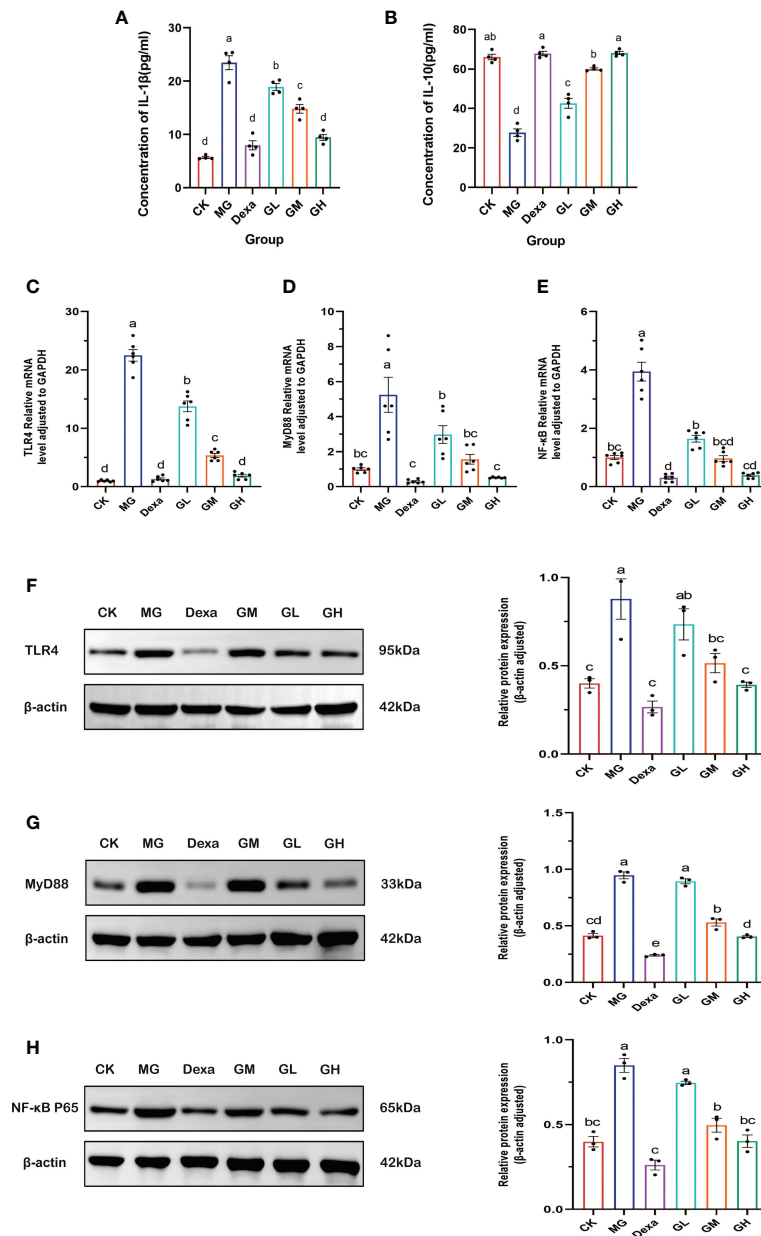 A
Concentration of IL-1β(pg/ml)
30
20
10
0
d
a
d
b
c
d
CK
MG
Dexa
GL
GM
GH
Group
B
Concentration of IL-10(pg/ml)
80
60
40
20
0
ab
d
a
c
b
a
CK
MG
Dexa
GL
GM
GH
Group
C
TLR4 Relative mRNA
level adjusted to GAPDH
30
20
10
0
d
a
d
b
c
d
CK
MG
Dexa
GL
GM
GH
D
MyD88 Relative mRNA
level adjusted to GAPDH
10
8
6
4
2
0
bc
a
c
b
bc
c
CK
MG
Dexa
GL
GM
GH
E
NF-κB Relative mRNA
level adjusted to GAPDH
6
4
2
0
bc
a
d
b
bcd
cd
CK
MG
Dexa
GL
GM
GH
F
CK MG Dexa GM GL GH
TLR4 95kDa
β-actin 42kDa
Relative protein expression
(β-actin adjusted)
1.0
0.5
0.0
c
a
c
ab
bc
c
CK
MG
Dexa
GL
GM
GH
G
CK MG Dexa GM GL GH
MyD88 33kDa
β-actin 42kDa
Relative protein expression
(β-actin adjusted)
1.5
1.0
0.5
0.0
cd
a
e
a
b
d
CK
MG
Dexa
GL
GM
GH
H
CK MG Dexa GM GL GH
NF-κB P65 65kDa
β-actin 42kDa
Relative protein expression
(β-actin adjusted)
1.0
0.5
0.0
bc
a
c
a
b
bc
CK
MG
Dexa
GL
GM
GH